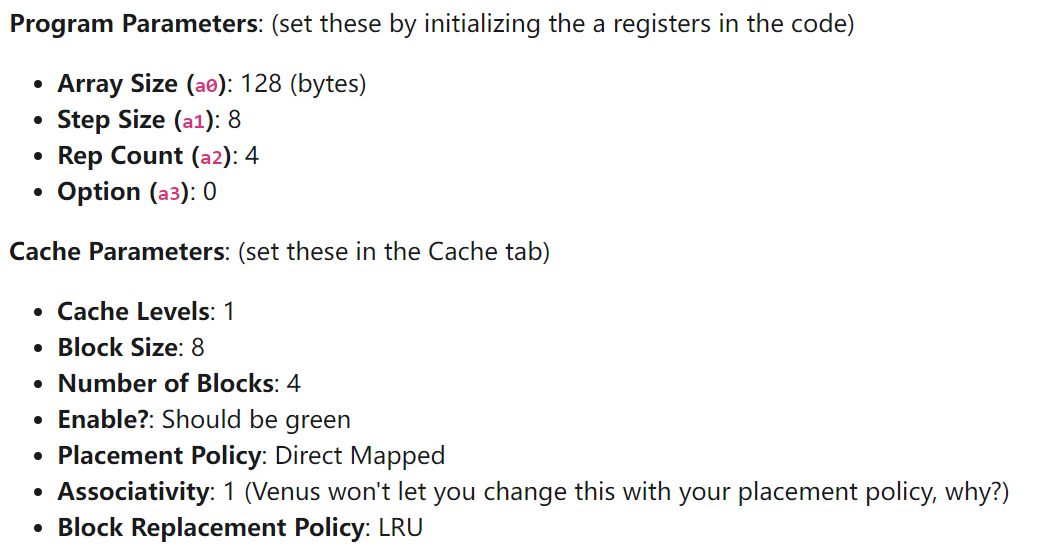 Program Parameters: (set these by initializing the a registers in the code)
• Array Size (a0): 128 (bytes)
• Step Size (a1): 8
• Rep Count (a2): 4
• Option (a3): 0
Cache Parameters: (set these in the Cache tab)
• Cache Levels: 1
• Block Size: 8
• Number of Blocks: 4
• Enable?: Should be green
• Placement Policy: Direct Mapped
• Associativity: 1 (Venus won't let you change this with your placement policy, why?)
• Block Replacement Policy: LRU